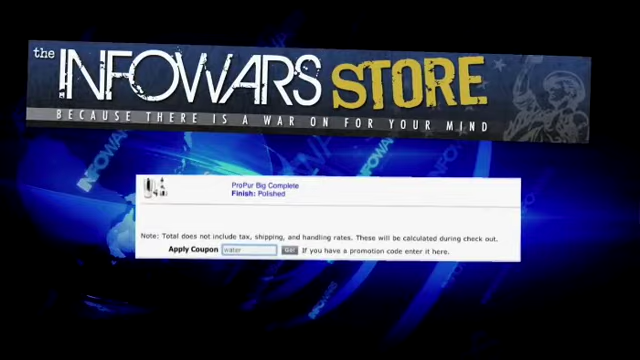 the INFOWARS STORE
BECAUSE THERE IS A WAR ON FOR YOUR MIND
ProPur Big Complete
Finish: Polished
Note: Total does not include tax, shipping, and handling rates. These will be calculated during check out.
Apply Coupon water Go! If you have a promotion code enter it here.
INFOWARS